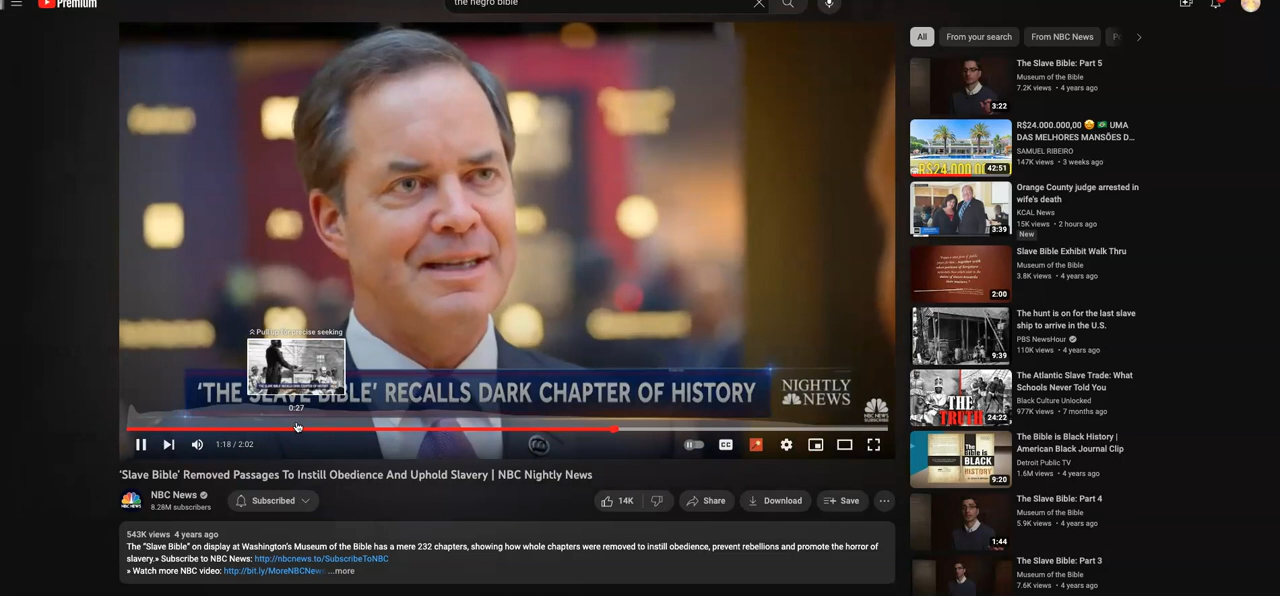 Premium
the negro bible
Pull up for precise seeking
'THE SLAVE BIBLE' RECALLS DARK CHAPTER OF HISTORY
NIGHTLY
NEWS
0:27
1:18 / 2:02
CC
'Slave Bible' Removed Passages To Instill Obedience And Uphold Slavery | NBC Nightly News
NBC News
8.28M subscribers
Subscribed
14K
Share
Download
Save
543K views 4 years ago
The "Slave Bible" on display at Washington's Museum of the Bible has a mere 232 chapters, showing how whole chapters were removed to instill obedience, prevent rebellions and promote the horror of
slavery.» Subscribe to NBC News: http://nbcnews.to/SubscribeToNBC
» Watch more NBC video: http://bit.ly/MoreNBCNews ...more
All
From your search
From NBC News
The Slave Bible: Part 5
Museum of the Bible
7.2K views • 4 years ago
3:22
R$24.000.000,00 🤩 🇧🇷 UMA
DAS MELHORES MANSÕES D...
SAMUEL RIBEIRO
147K views • 3 weeks ago
R$24.000.0
42:51
Orange County judge arrested in
wife's death
KCAL News
15K views • 2 hours ago
New
3:39
Slave Bible Exhibit Walk Thru
Museum of the Bible
3.8K views • 4 years ago
2:00
The hunt is on for the last slave
ship to arrive in the U.S.
PBS NewsHour
110K views • 4 years ago
9:39
The Atlantic Slave Trade: What
Schools Never Told You
Black Culture Unlocked
977K views • 7 months ago
THE
TRUTH
24:22
The Bible is Black History |
American Black Journal Clip
Detroit Public TV
1.6M views • 4 years ago
BLACK
9:20
The Slave Bible: Part 4
Museum of the Bible
5.9K views • 4 years ago
1:44
The Slave Bible: Part 3
Museum of the Bible
7.6K views • 4 years ago